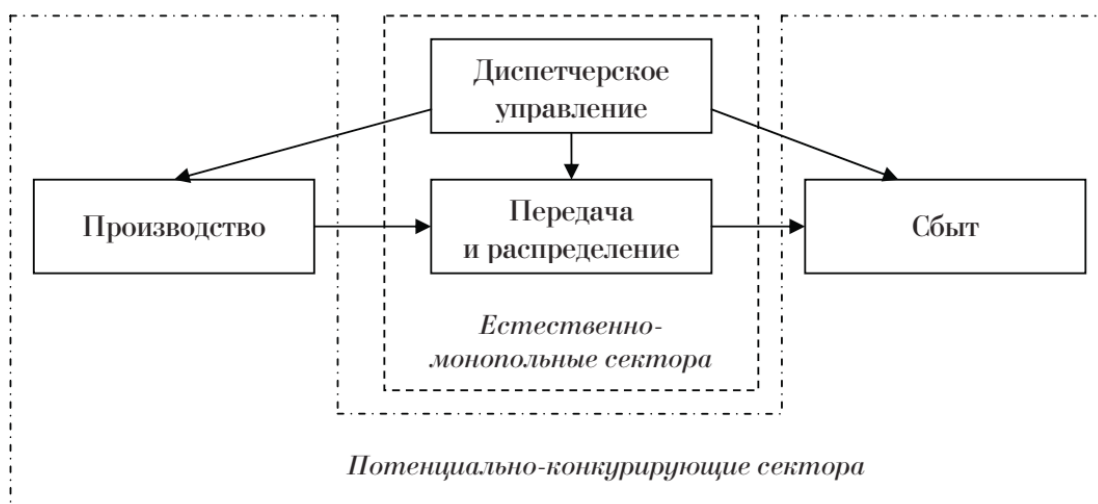 Диспетчерское
управление
Производство
Передача
и распределение
Сбыт
Естественно-
монопольные сектора
Потенциально-конкурирующие сектора